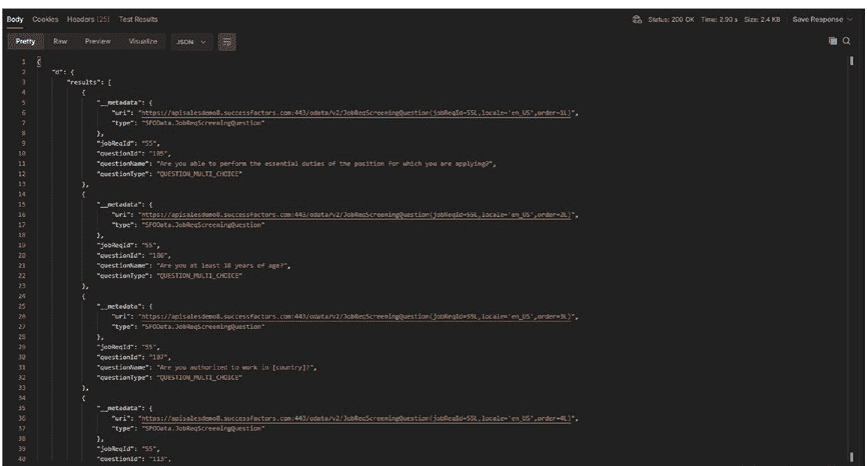 Body Cookies Headers (25) Test Results Status: 200 OK Time: 2.90 s Size: 2.4 KB Save Response
Pretty Raw Preview Visualize JSON
1 {
2 "d": {
3 "results": [
4 {
5 "__metadata": {
6 "uri": "https://apisalesdemo8.successfactors.com:443/odata/v2/JobReqScreeningQuestion(jobReqId=55L,locale='en_US',order=1L)",
7 "type": "SFOData.JobReqScreeningQuestion"
8 },
9 "jobReqId": "55",
10 "questionId": "105",
11 "questionName": "Are you able to perform the essential duties of the position for which you are applying?",
12 "questionType": "QUESTION_MULTI_CHOICE"
13 },
14 {
15 "__metadata": {
16 "uri": "https://apisalesdemo8.successfactors.com:443/odata/v2/JobReqScreeningQuestion(jobReqId=55L,locale='en_US',order=2L)",
17 "type": "SFOData.JobReqScreeningQuestion"
18 },
19 "jobReqId": "55",
20 "questionId": "106",
21 "questionName": "Are you at least 18 years of age?",
22 "questionType": "QUESTION_MULTI_CHOICE"
23 },
24 {
25 "__metadata": {
26 "uri": "https://apisalesdemo8.successfactors.com:443/odata/v2/JobReqScreeningQuestion(jobReqId=55L,locale='en_US',order=3L)",
27 "type": "SFOData.JobReqScreeningQuestion"
28 },
29 "jobReqId": "55",
30 "questionId": "107",
31 "questionName": "Are you authorized to work in [country]?",
32 "questionType": "QUESTION_MULTI_CHOICE"
33 },
34 {
35 "__metadata": {
36 "uri": "https://apisalesdemo8.successfactors.com:443/odata/v2/JobReqScreeningQuestion(jobReqId=55L,locale='en_US',order=4L)",
37 "type": "SFOData.JobReqScreeningQuestion"
38 },
39 "jobReqId": "55",
40 "questionId": "113",